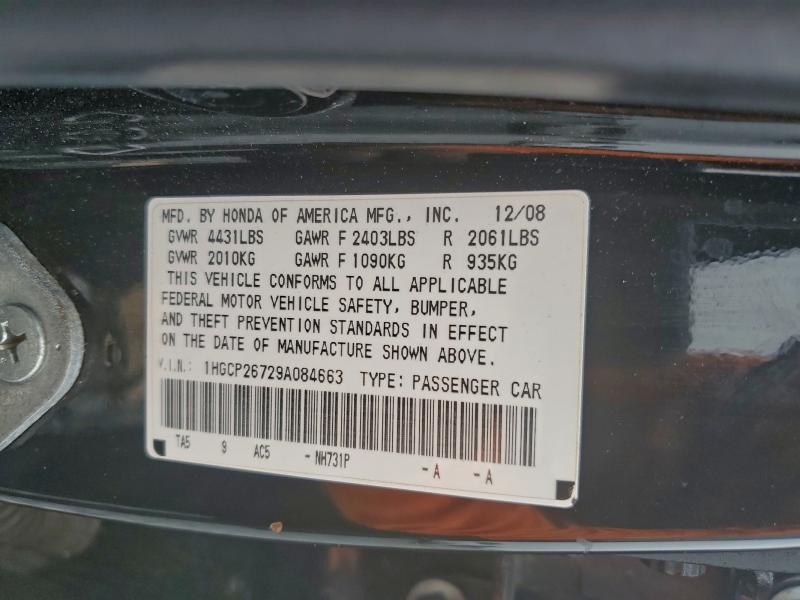 MFD. BY HONDA OF AMERICA MFG., INC. 12/08
GVWR 4431LBS GAWR F 2403LBS R 2061LBS
GVWR 2010KG GAWR F 1090KG R 935KG
THIS VEHICLE CONFORMS TO ALL APPLICABLE
FEDERAL MOTOR VEHICLE SAFETY, BUMPER,
AND THEFT PREVENTION STANDARDS IN EFFECT
ON THE DATE OF MANUFACTURE SHOWN ABOVE.
V.I.N.: 1HGCP26729A084663 TYPE: PASSENGER CAR
TA5 9 AC5 - NH731P - A - A